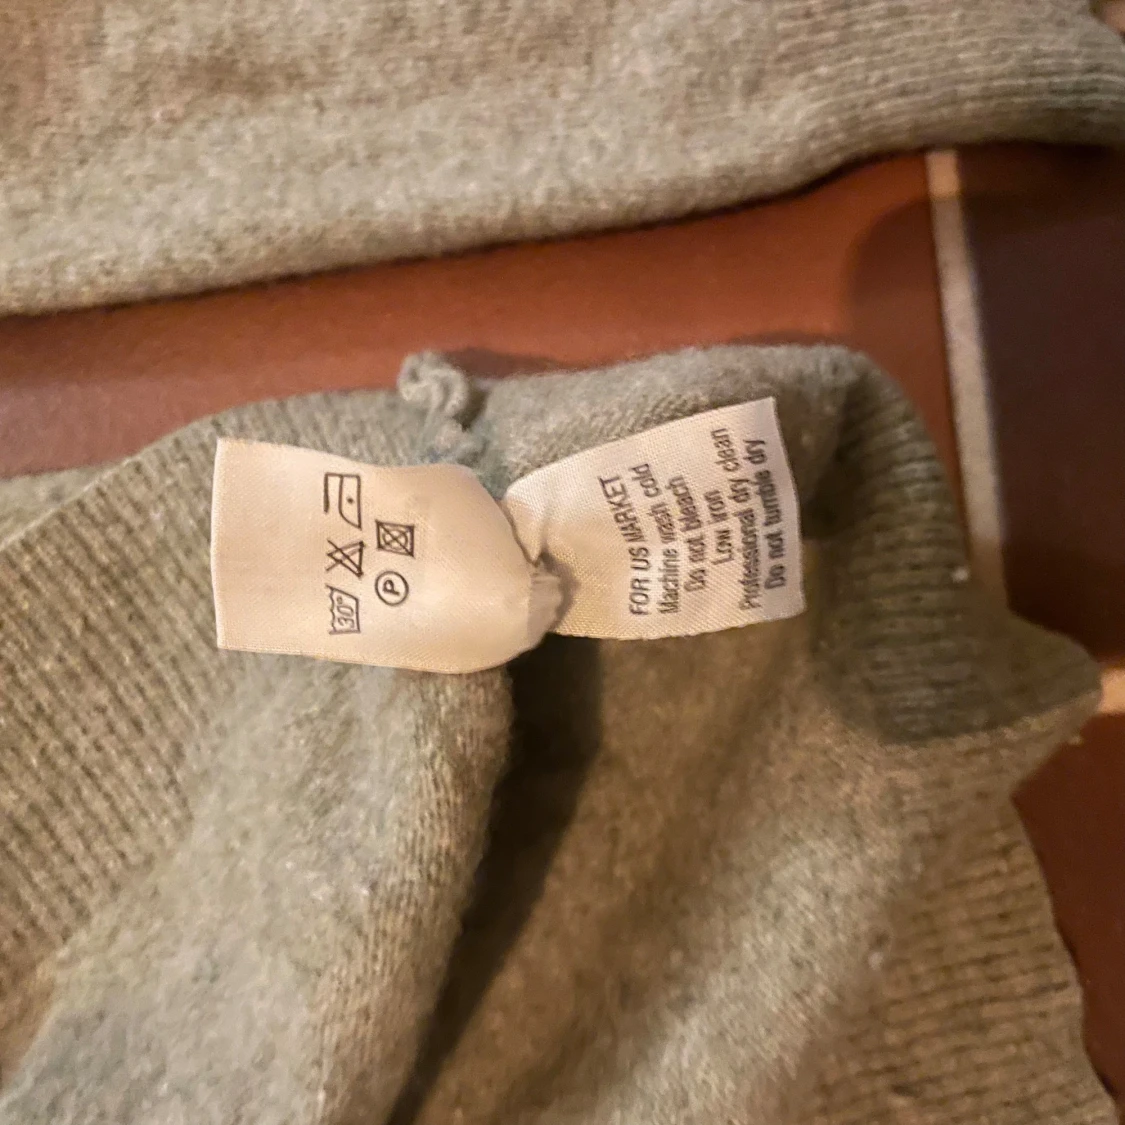 30°
P
FOR US MARKET
Machine wash cold
Do not bleach
Low iron
Professional dry clean
Do not tumble dry